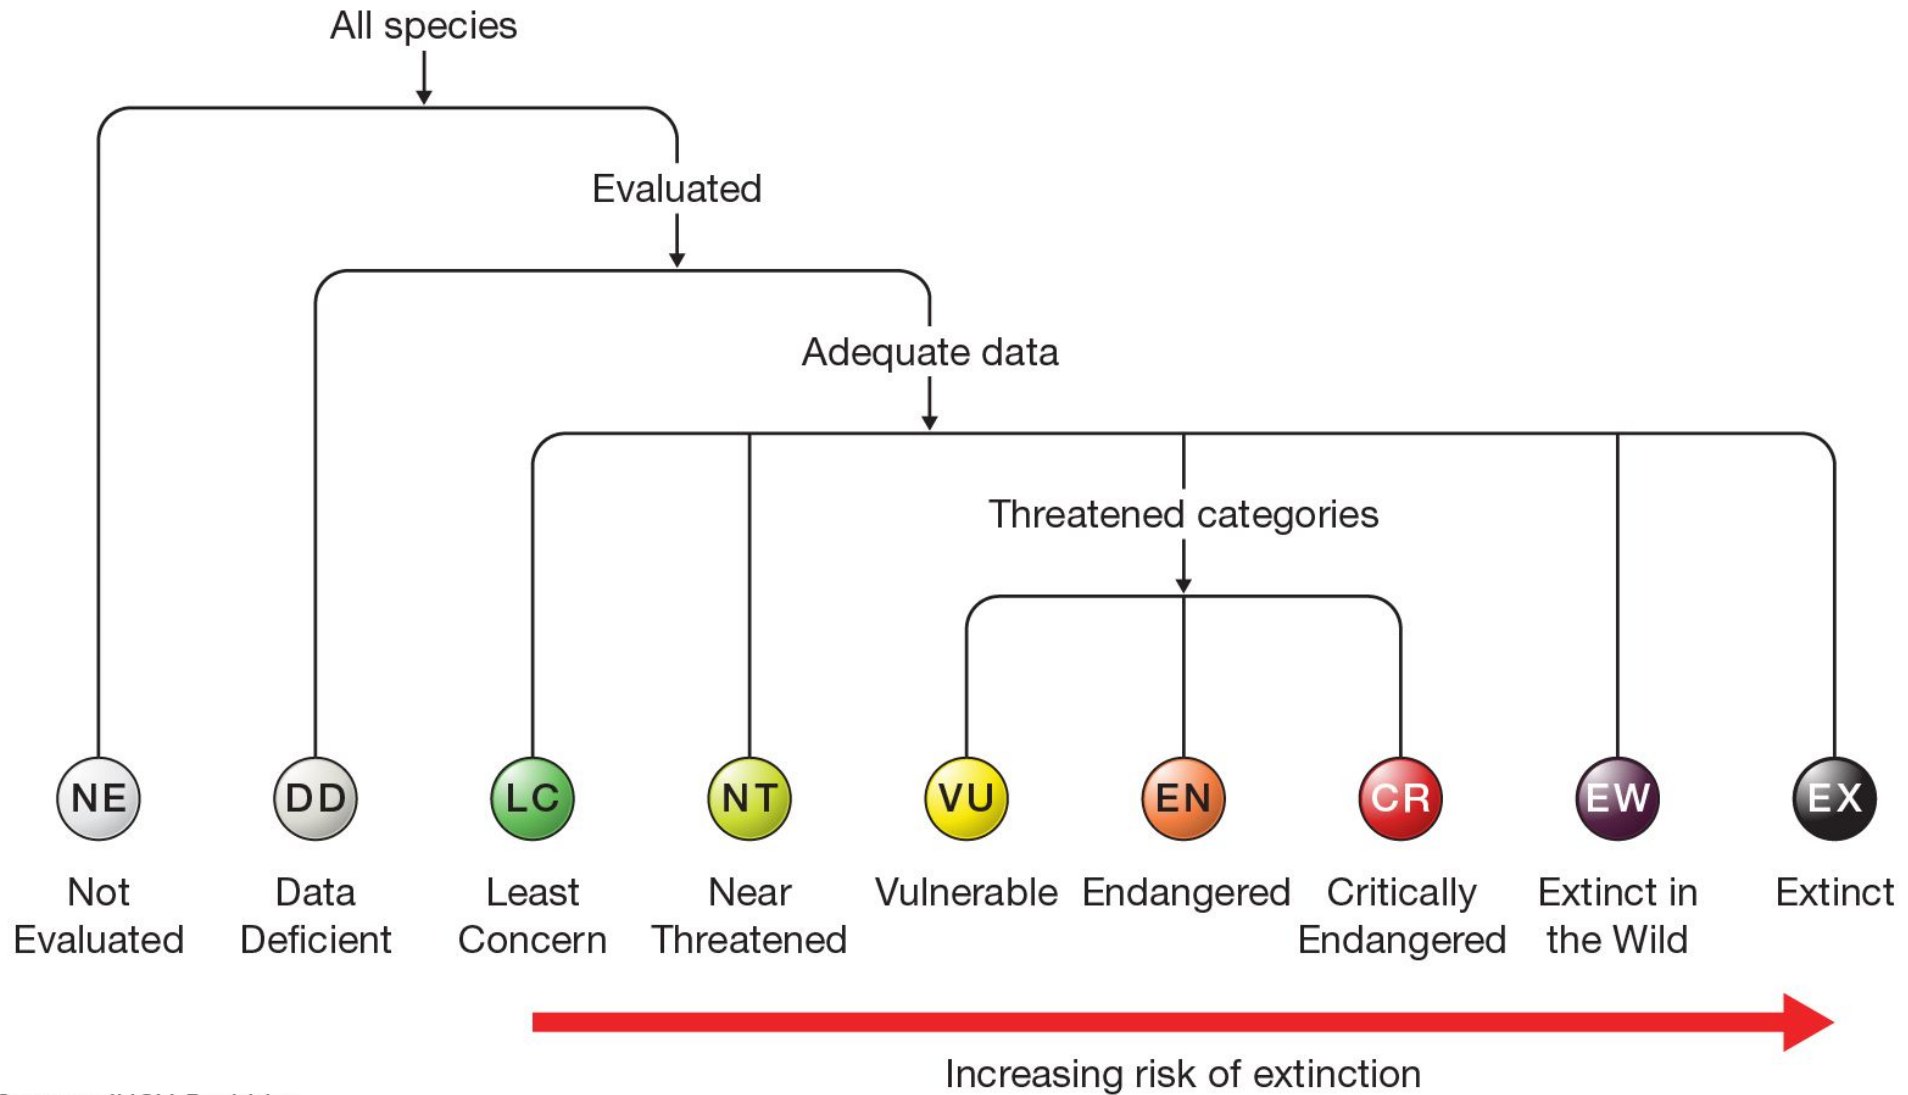 All species
Evaluated
Adequate data
Threatened categories
NE
DD
LC
NT
VU
EN
CR
EW
EX
Not
Evaluated
Data
Deficient
Least
Concern
Near
Threatened
Vulnerable
Endangered
Critically
Endangered
Extinct in
the Wild
Extinct
Increasing risk of extinction